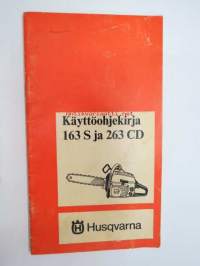 Käyttöohjekirja
163 S ja 263 CD
Husqvarna